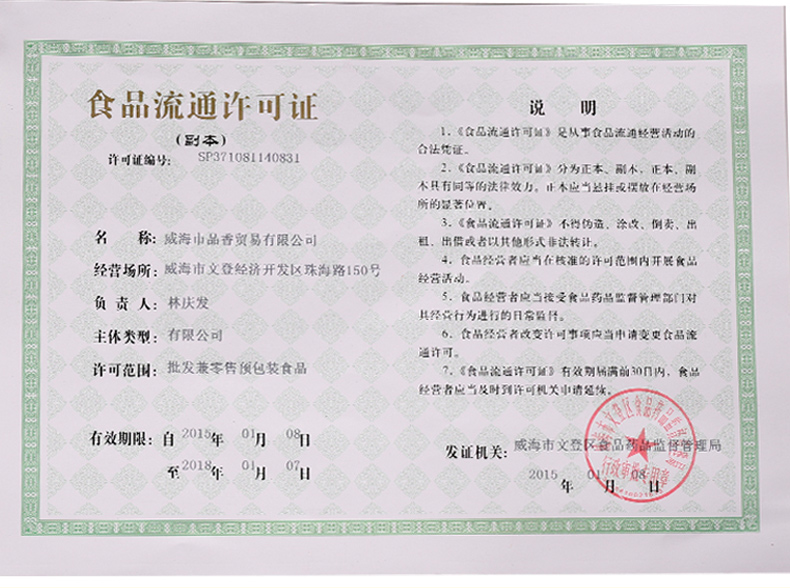 食品流通许可证
(副本)
许可证编号: SP371081140831
名 称: 威海市品香贸易有限公司
经营场所: 威海市文登经济开发区珠海路150号
负 责 人: 林庆发
主体类型: 有限公司
许可范围: 批发兼零售预包装食品
有效期限: 自 2015 年 01 月 08 日
至 2018 年 01 月 07 日
说 明
1.《食品流通许可证》是从事食品流通经营活动的
合法凭证。
2.《食品流通许可证》分为正本、副本,正本、副
本具有同等的法律效力。正本应当悬挂或摆放在经营场
所的显著位置。
3.《食品流通许可证》不得伪造、涂改、倒卖、出
租、出借或者以其他形式非法转让。
4. 食品经营者应当在核准的许可范围内开展食品
经营活动。
5. 食品经营者应当接受食品药品监督管理部门对
其经营行为进行的日常监督。
6. 食品经营者改变许可事项应当申请变更食品流
通许可。
7.《食品流通许可证》有效期届满前30日内,食品
经营者应当及时到许可机关申请延续。
发证机关: 威海市文登区食品药品监督管理局
2015 年 01 月 08 日
行政审批专用章